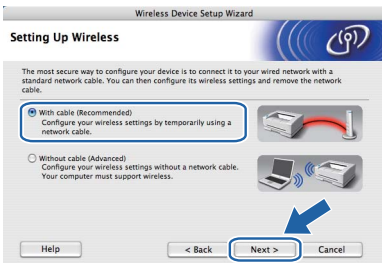 Wireless Device Setup Wizard
Setting Up Wireless
The most secure way to configure your device is to connect it to your wired network with a
standard network cable. You can then configure its wireless settings and remove the network
cable.
With cable (Recommended)
Configure your wireless settings by temporarily using a
network cable.
Without cable (Advanced)
Configure your wireless settings without a network cable.
Your computer must support wireless.
Help
< Back
Next >
Cancel